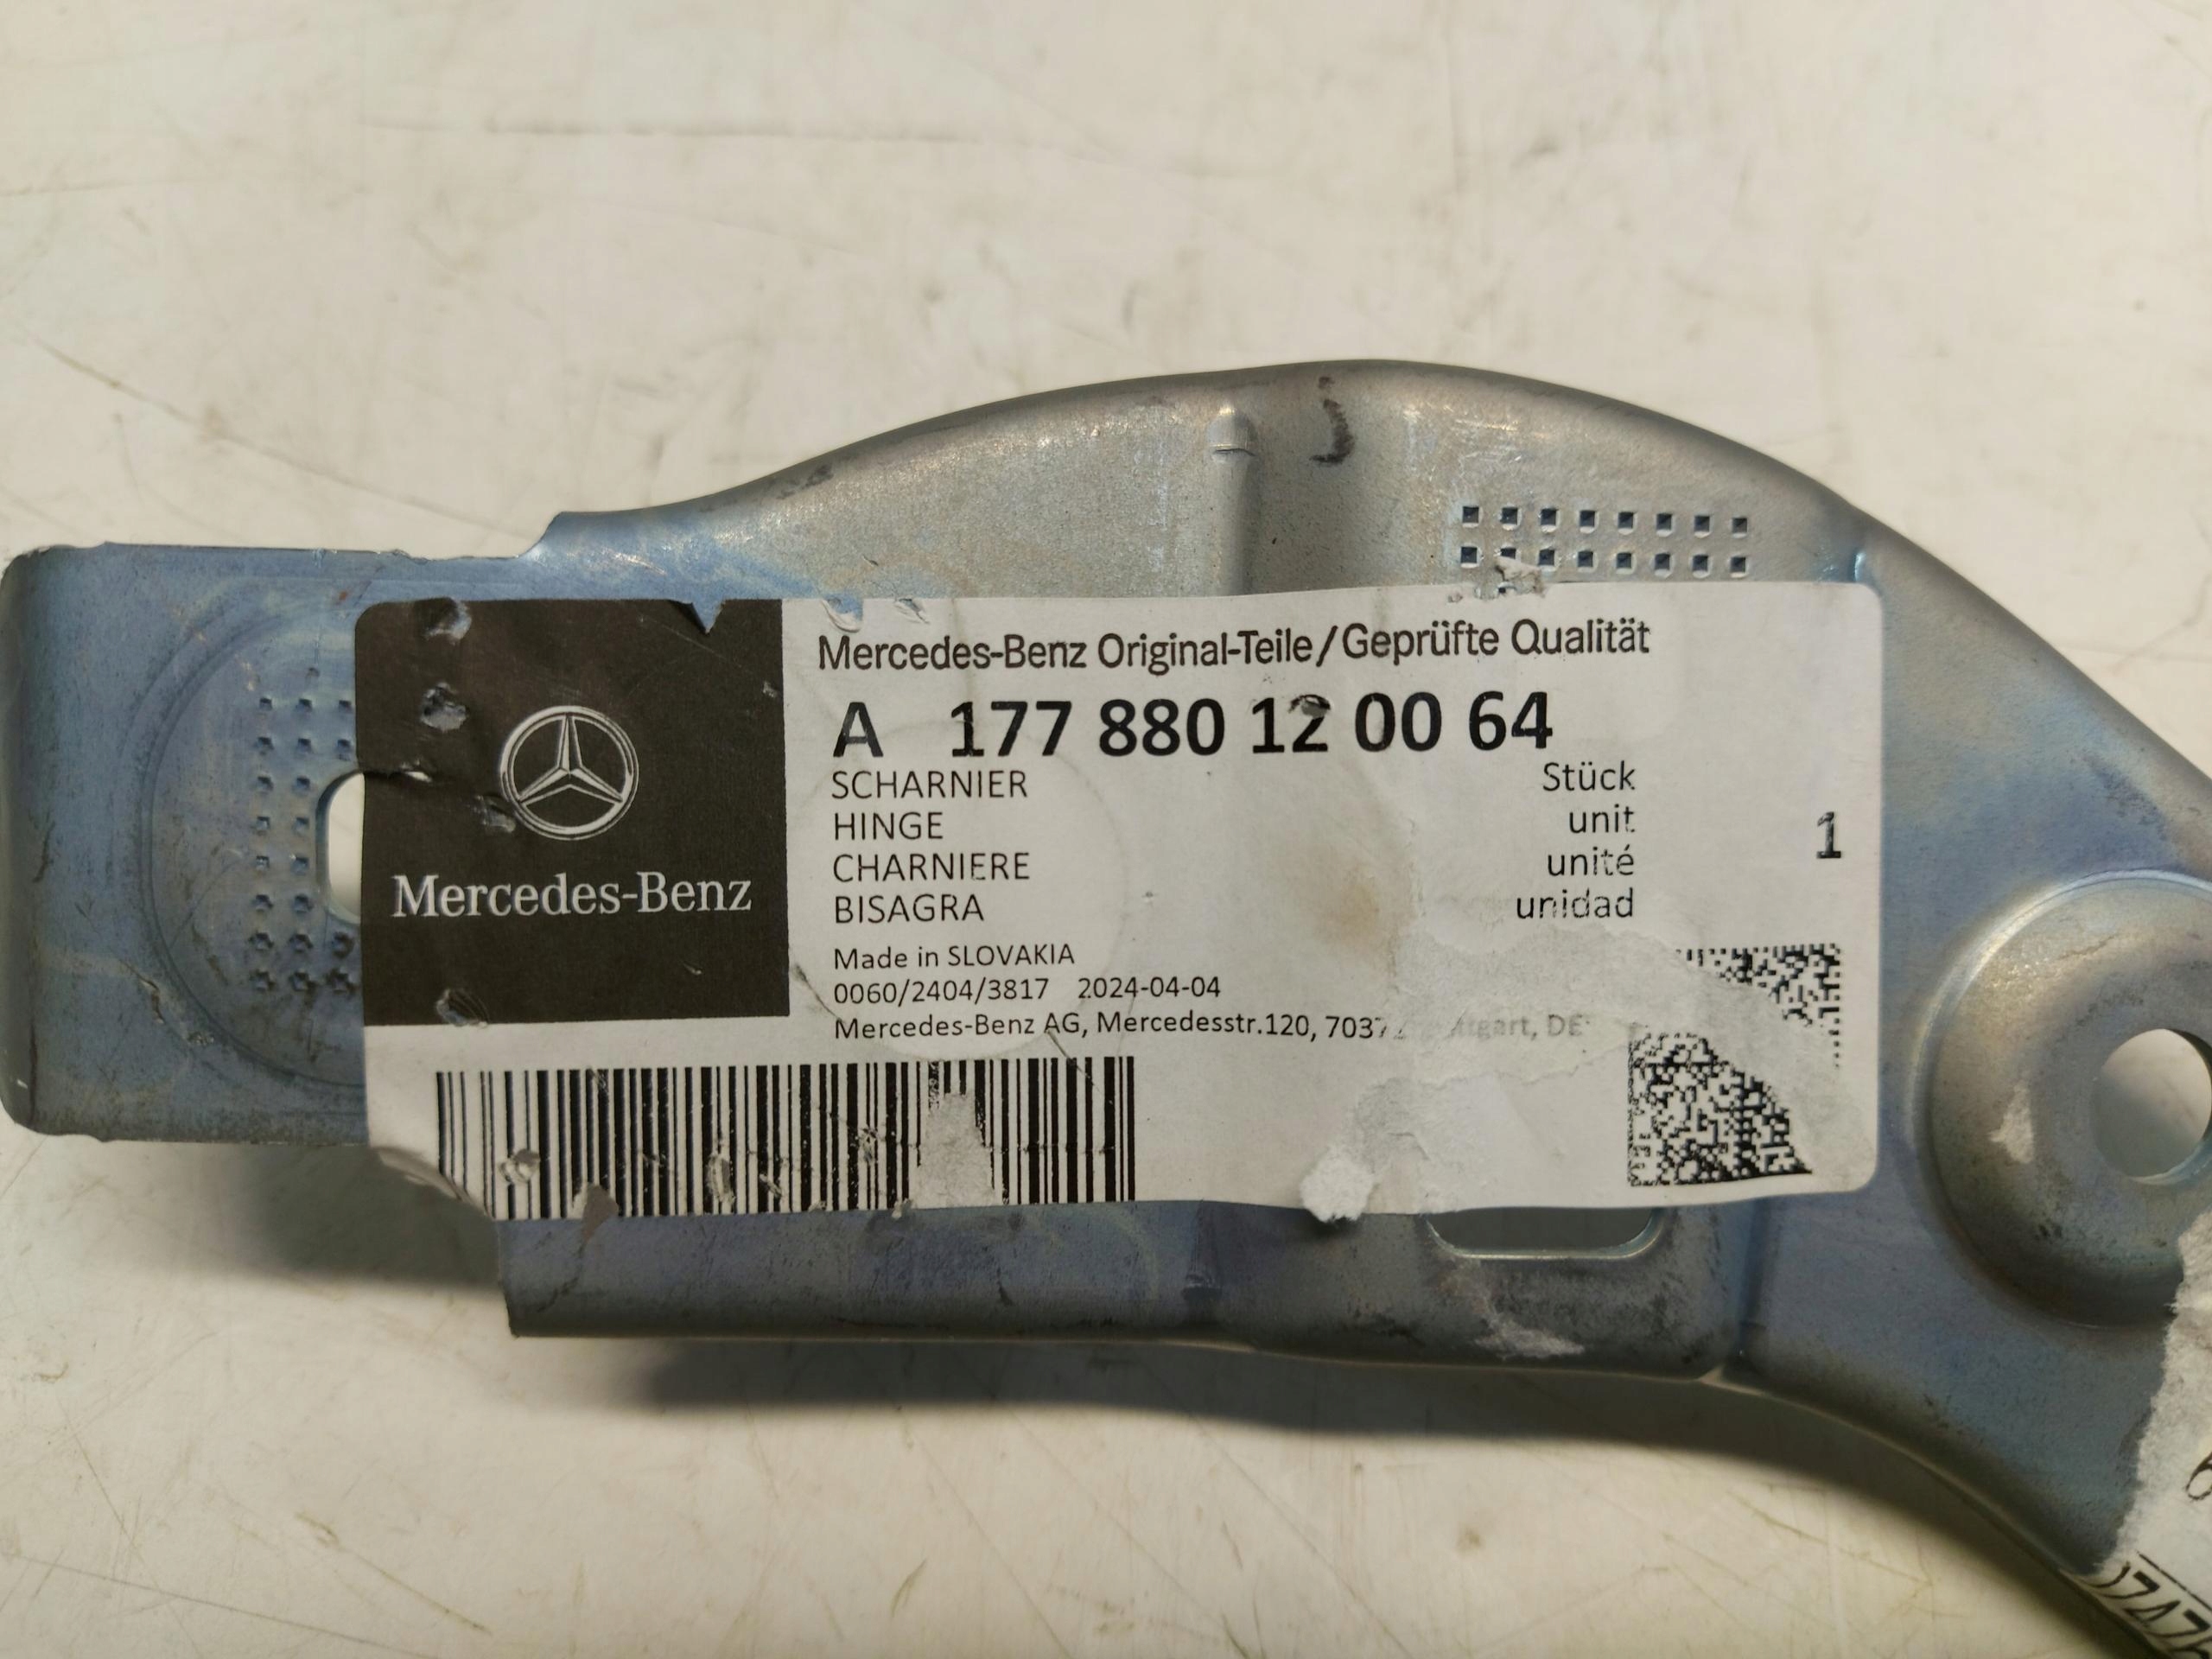 Mercedes-Benz
Mercedes-Benz Original-Teile/Geprüfte Qualität
A 177 880 12 00 64
SCHARNIER Stück
HINGE unit
CHARNIERE unité
BISAGRA unidad
1
Made in SLOVAKIA
0060/2404/3817 2024-04-04
Mercedes-Benz AG, Mercedesstr.120, DE